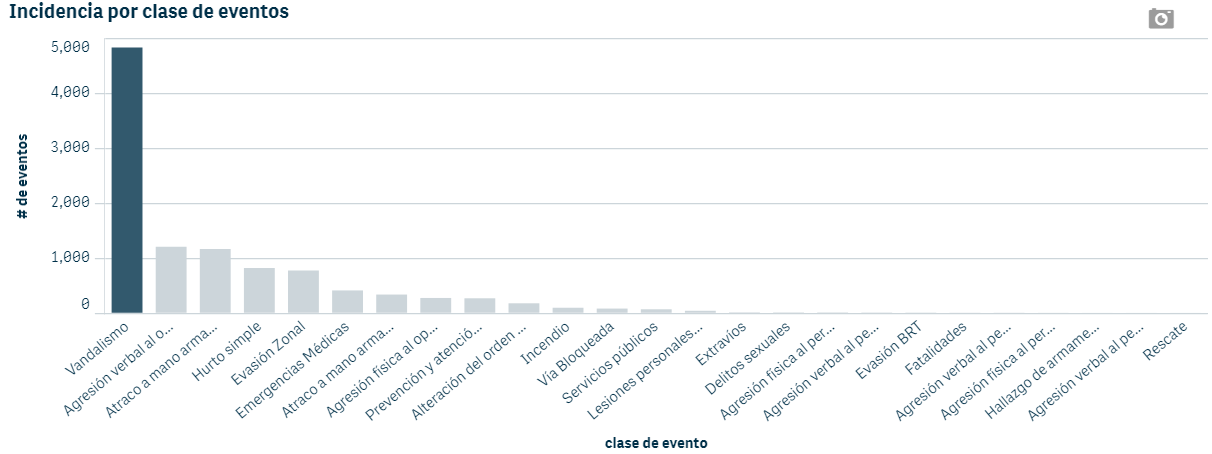 Incidencia por clase de eventos
5,000
4,000
3,000
2,000
1,000
0
# de eventos
Vandalismo
Agresión verbal al o...
Atraco a mano arma...
Hurto simple
Evasión Zonal
Emergencias Médicas
Atraco a mano arma...
Agresión física al op...
Prevención y atenció...
Alteración del orden ...
Incendio
Vía Bloqueada
Servicios públicos
Lesiones personales...
Extravíos
Delitos sexuales
Agresión física al per...
Agresión verbal al pe...
Evasión BRT
Fatalidades
Agresión verbal al pe...
Agresión física al per...
Hallazgo de armame...
Agresión verbal al pe...
Rescate
clase de evento